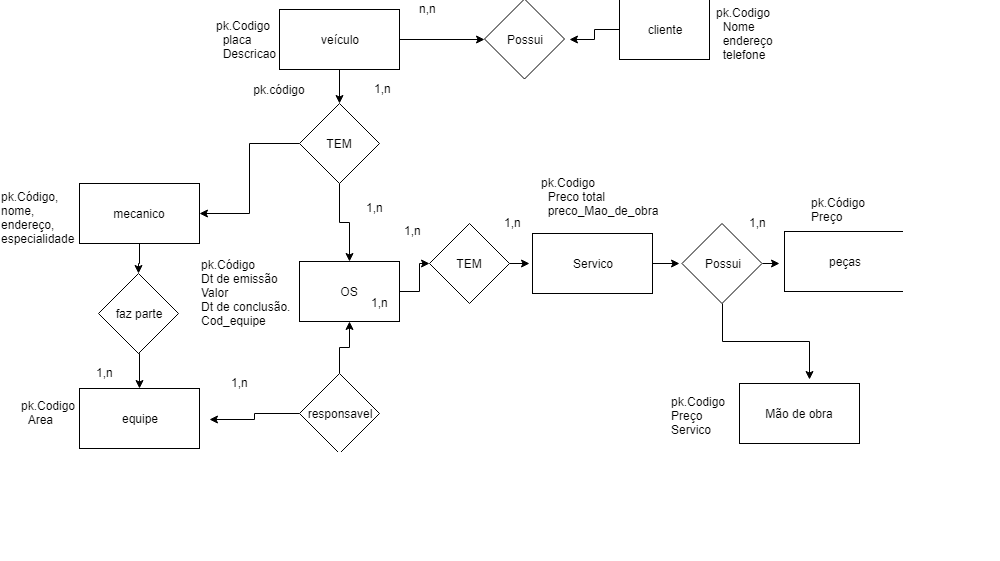 n,n
pk.Codigo
placa
Descricao
veículo
Possui
cliente
pk.Codigo
Nome
endereço
telefone
pk.código
1,n
TEM
pk.Código,
nome,
endereço,
especialidade
mecanico
1,n
pk.Codigo
Preco total
preco_Mao_de_obra
pk.Código
Preço
1,n
1,n
1,n
pk.Código
Dt de emissão
Valor
Dt de conclusão.
Cod_equipe
OS
1,n
TEM
Servico
Possui
peças
faz parte
1,n
1,n
pk.Codigo
Area
equipe
responsavel
pk.Codigo
Preço
Servico
Mão de obra